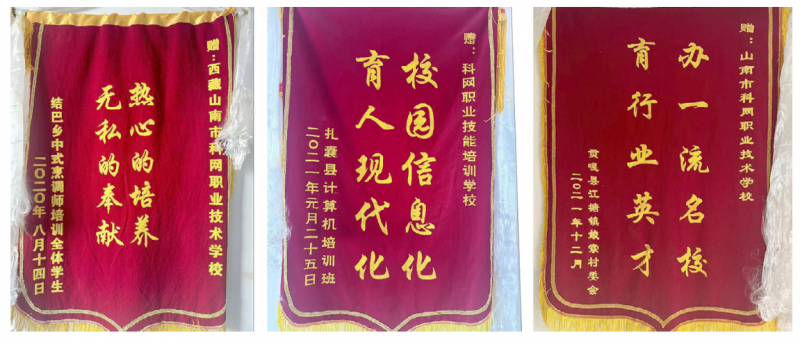 赠：西藏山南市科网职业技术学校
热心的培养
无私的奉献
结巴乡中式烹调师培训全体学生
二〇二〇年八月十四日
赠：科网职业技能培训学校
校园信息化
育人现代化
扎囊县计算机培训班
二〇二一年元月二十五日
赠：山南市科网职业技术学校
办一流名校
育行业英才
贡嘎县江塘镇娘索村委会
二〇二一年十二月